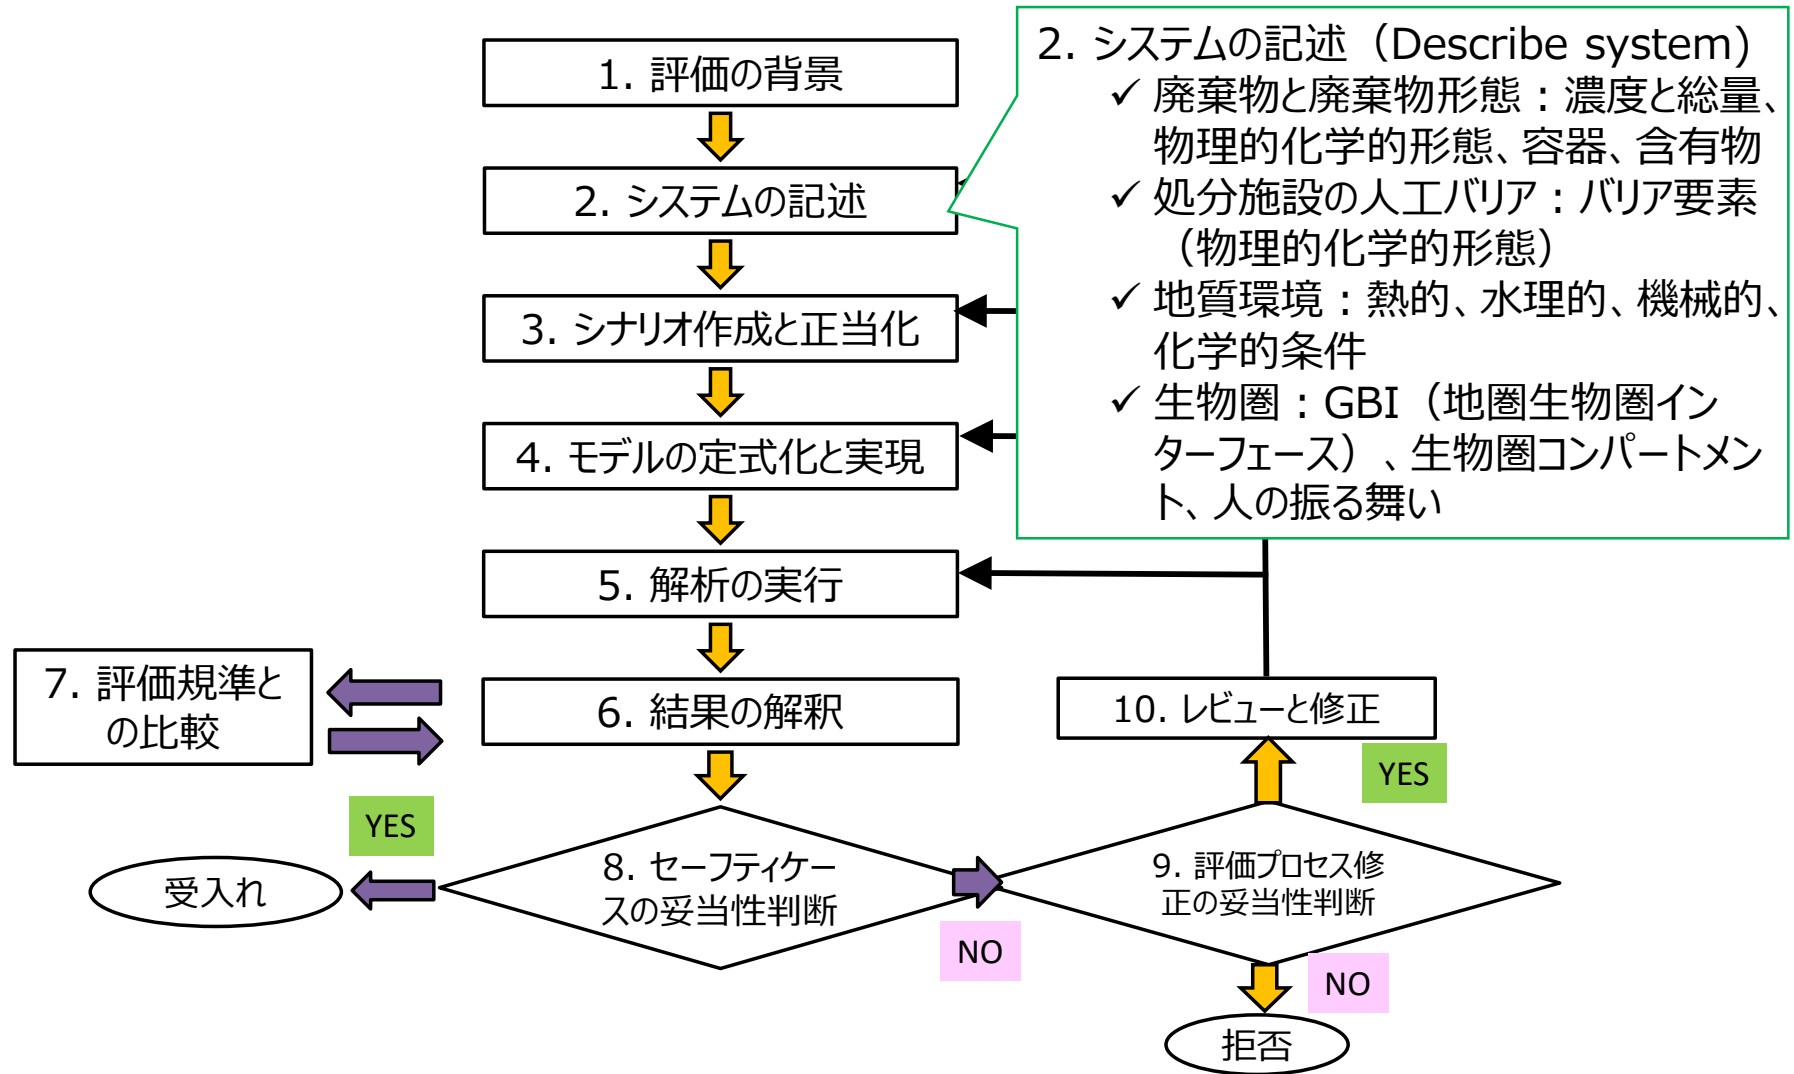 1. 評価の背景
2. システムの記述
3. シナリオ作成と正当化
4. モデルの定式化と実現
5. 解析の実行
6. 結果の解釈
7. 評価規準と
の比較
8. セーフティケー
スの妥当性判断
YES
受入れ
NO
9. 評価プロセス修
正の妥当性判断
YES
10. レビューと修正
NO
拒否
2. システムの記述（Describe system)
✓ 廃棄物と廃棄物形態：濃度と総量、
物理的化学的形態、容器、含有物
✓ 処分施設の人工バリア：バリア要素
（物理的化学的形態）
✓ 地質環境：熱的、水理的、機械的、
化学的条件
✓ 生物圏：GBI（地圏生物圏イン
ターフェース）、生物圏コンパートメン
ト、人の振る舞い